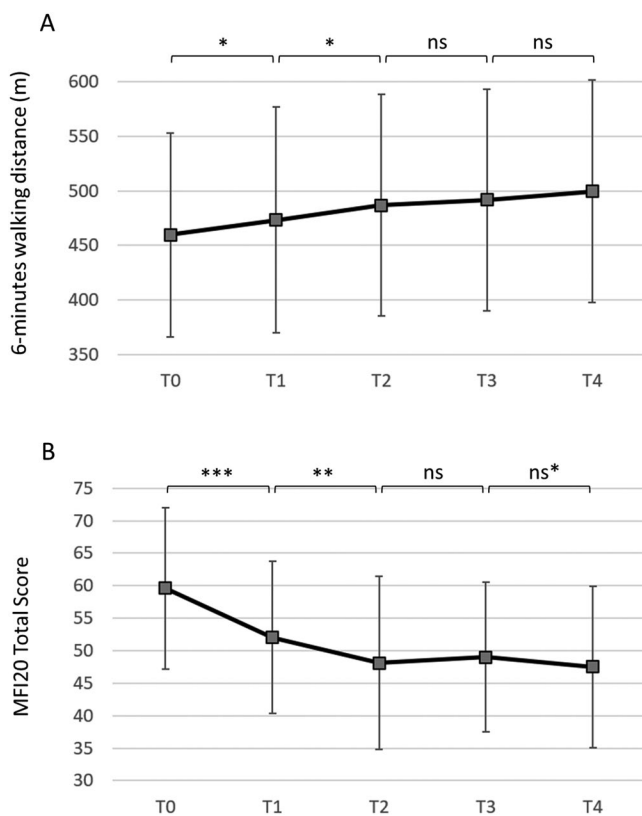 A
* * ns ns
6-minutes walking distance (m)
600
550
500
450
400
350
T0 T1 T2 T3 T4
B
*** ** ns ns*
MFI20 Total Score
75
70
65
60
55
50
45
40
35
30
T0 T1 T2 T3 T4